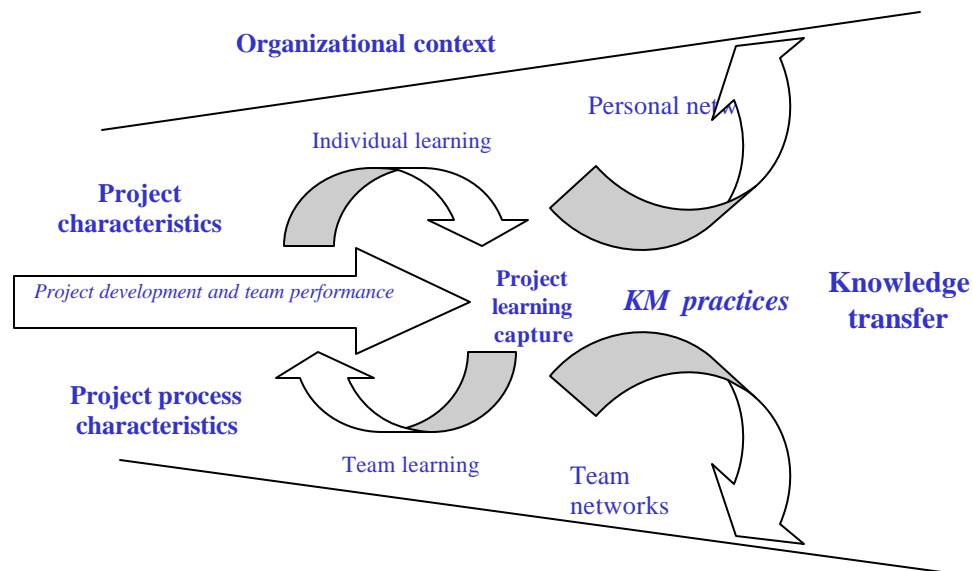 Organizational context
Personal netw
Individual learning
Project
characteristics
Project development and team performance
Project
learning
capture
KM practices
Knowledge
transfer
Project process
characteristics
Team learning
Team
networks